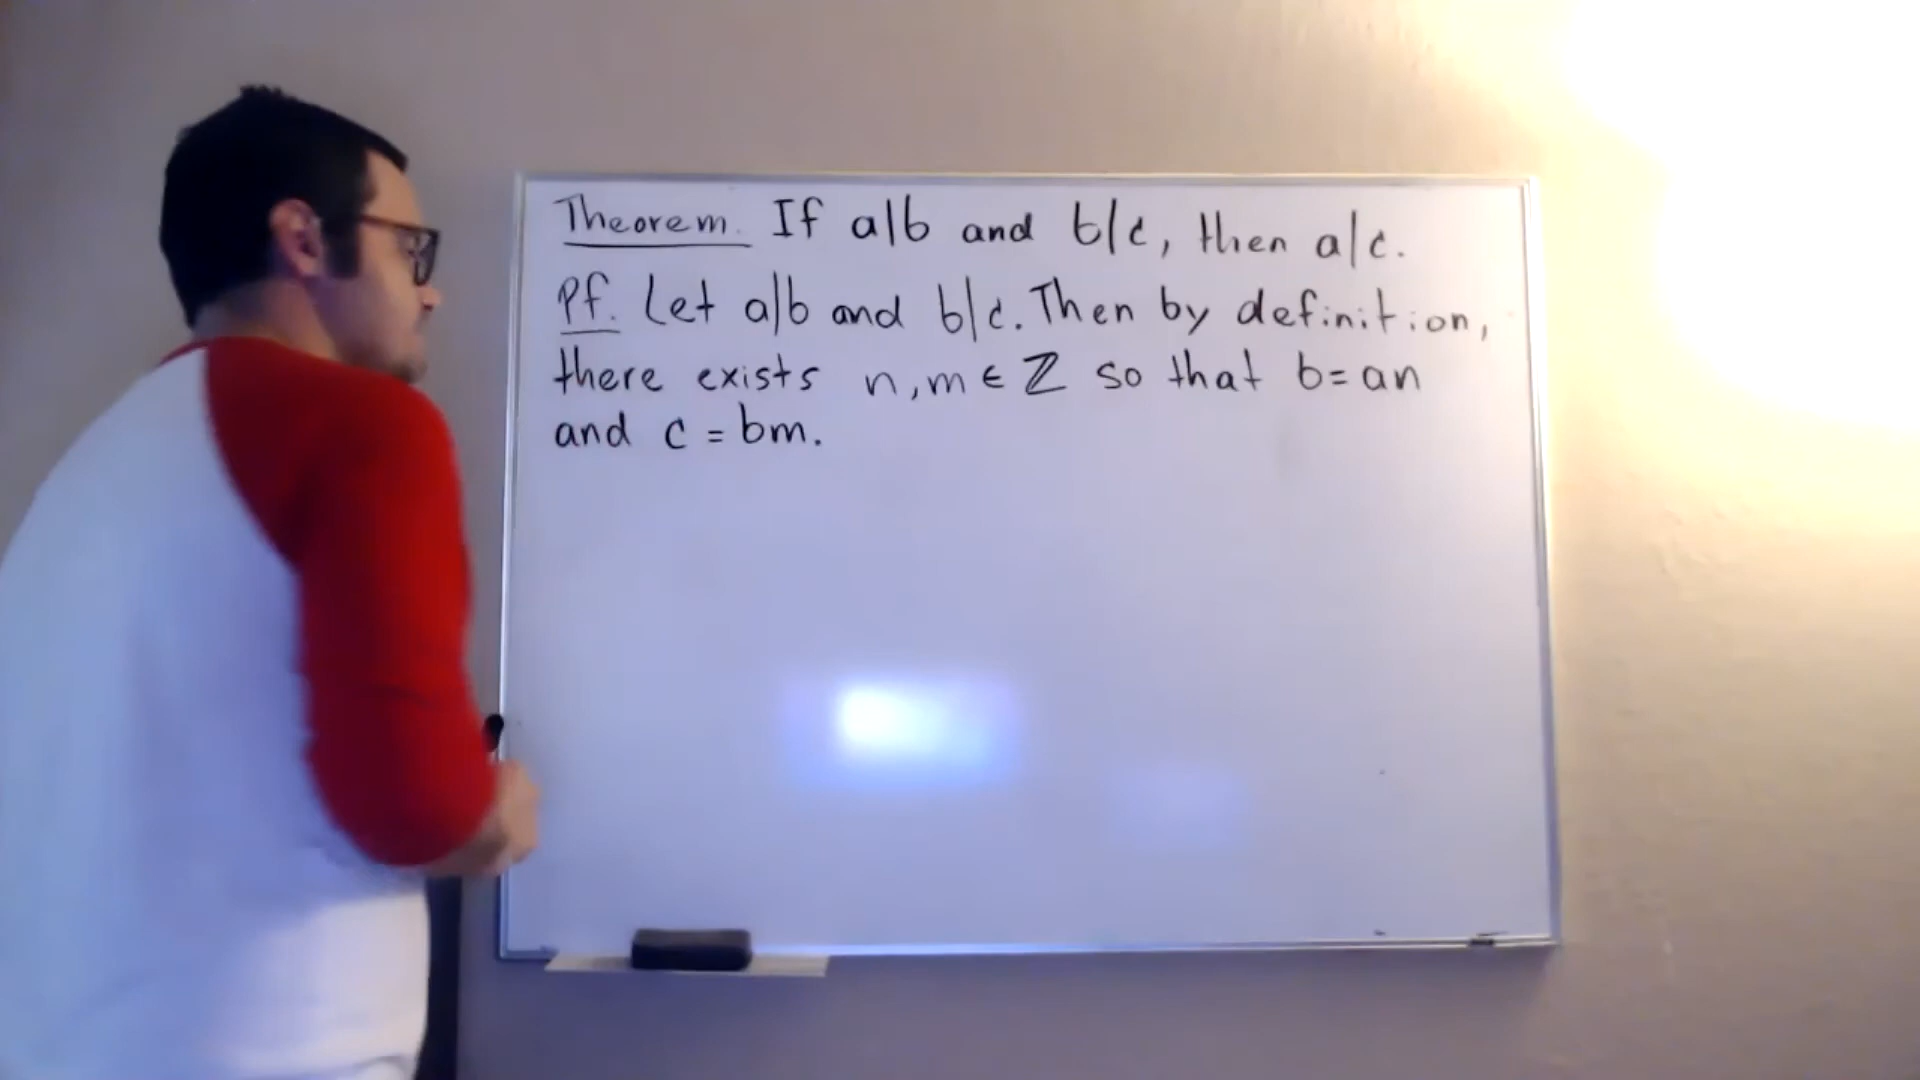 Theorem. If a|b and b|c, then a|c.
Pf. Let a|b and b|c. Then by definition,
there exists n,m ∈ ℤ so that b=an
and c = bm.